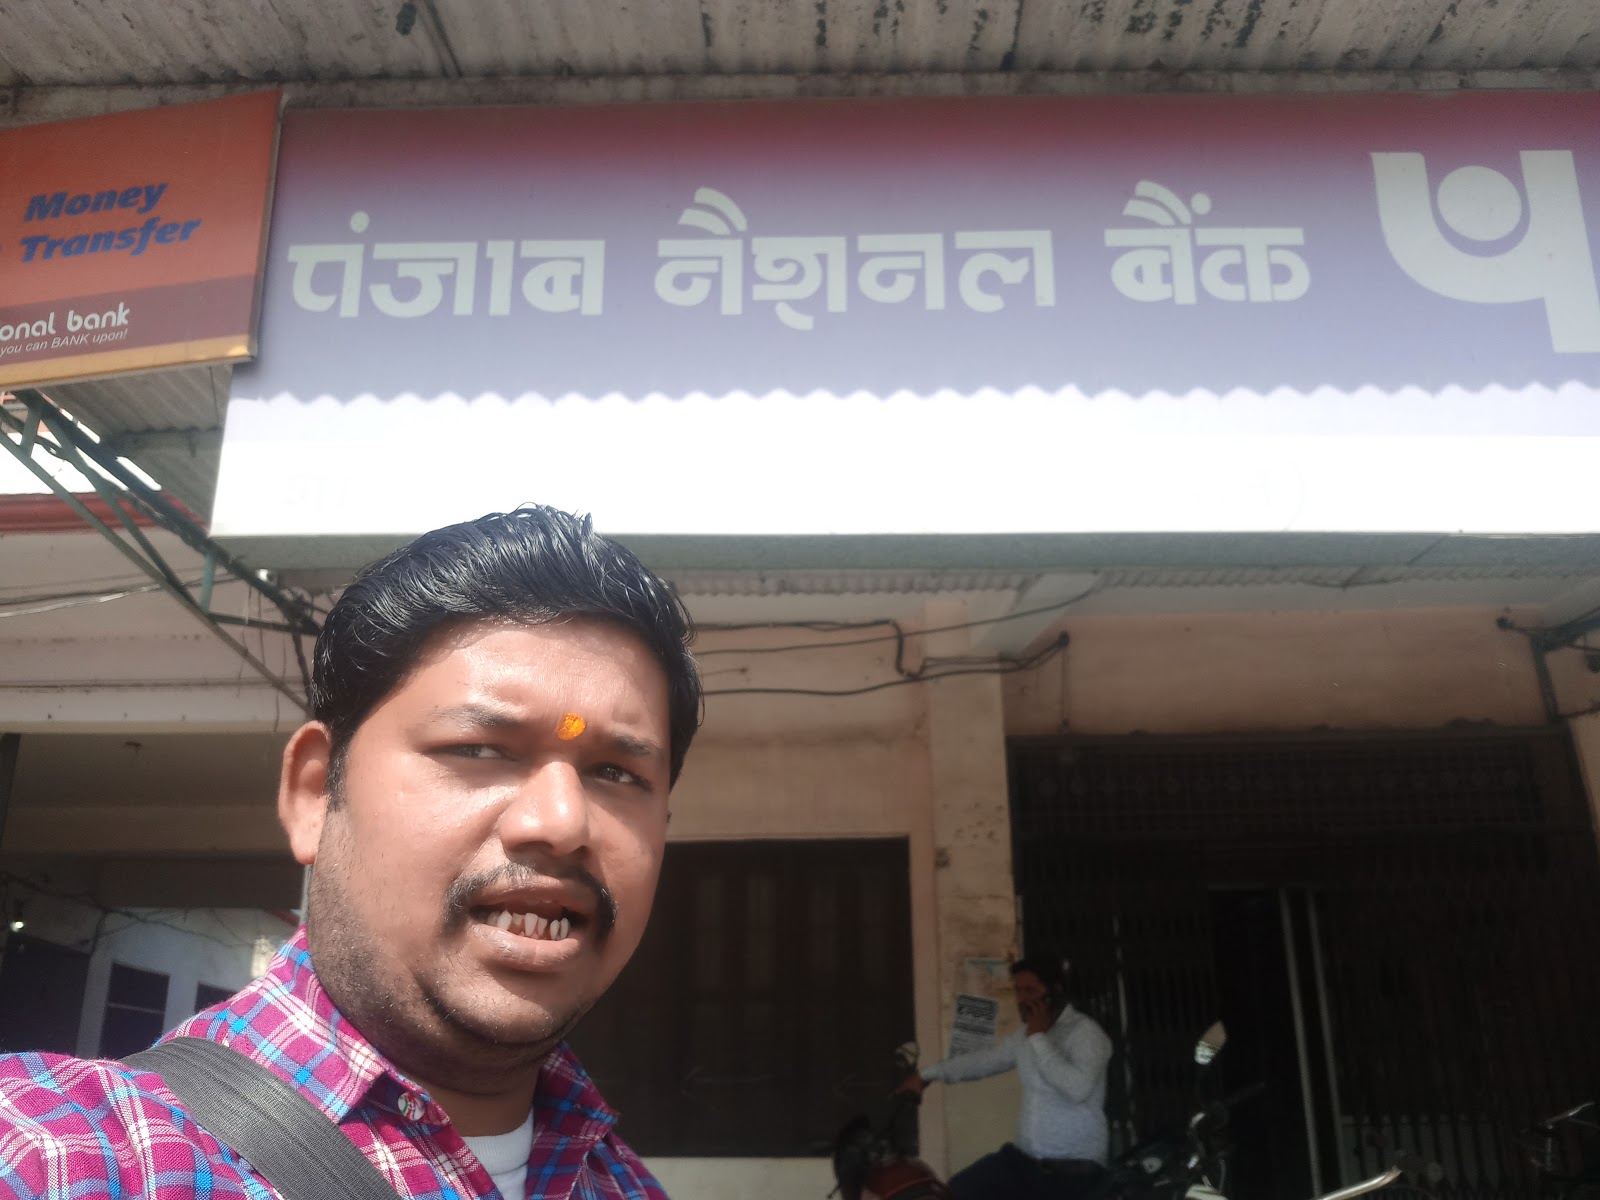 Money
Transfer
onal bank
you can BANK upon!
पंजाब नैशनल बैंक